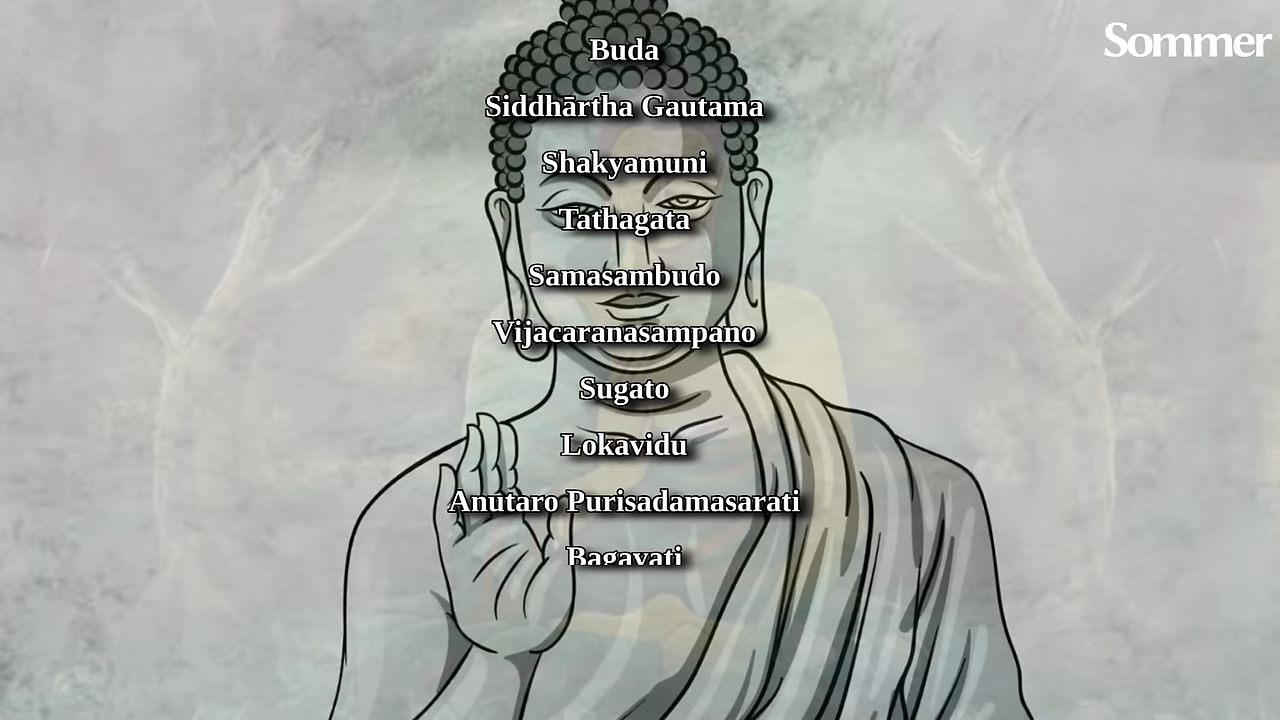 Sommer
Buda
Siddhārtha Gautama
Shakyamuni
Tathagata
Samasambudo
Vijacaranasampano
Sugato
Lokavidu
Anutaro Purisadamasarati
Bagavati